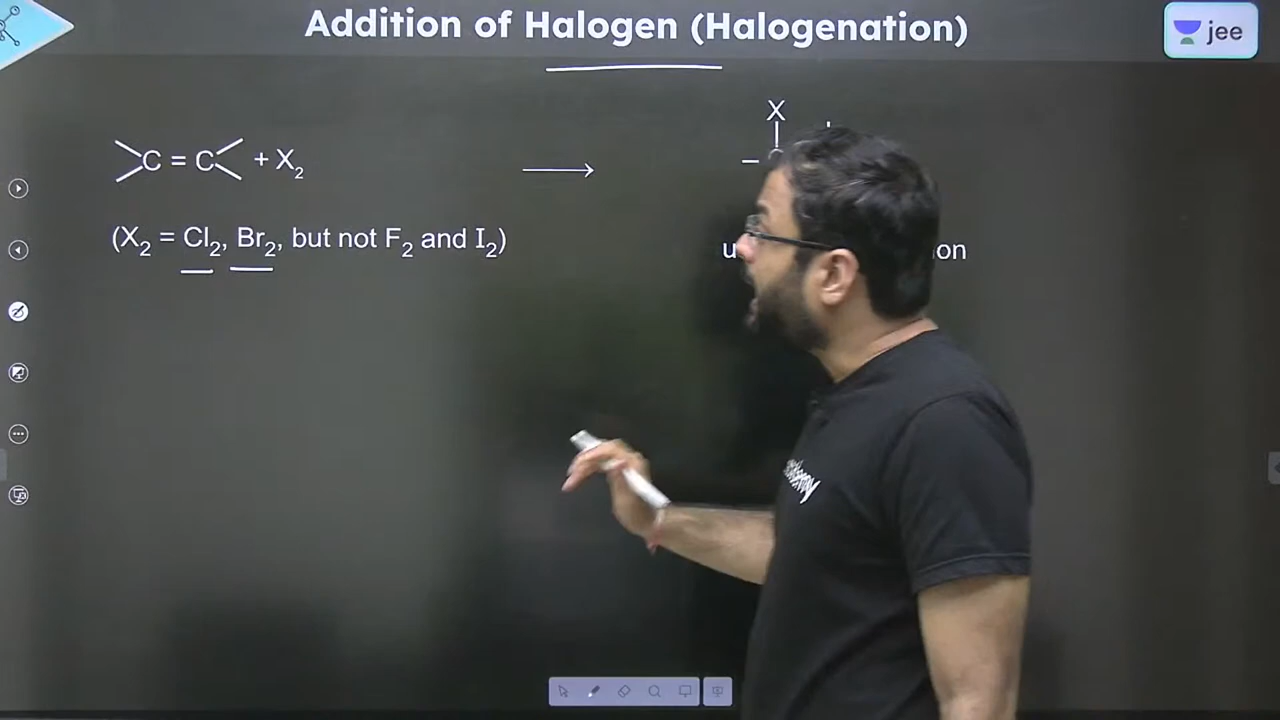 Addition of Halogen (Halogenation)
jee
X
C = C + X2 ⟶
(X2 = Cl2, Br2, but not F2 and I2)